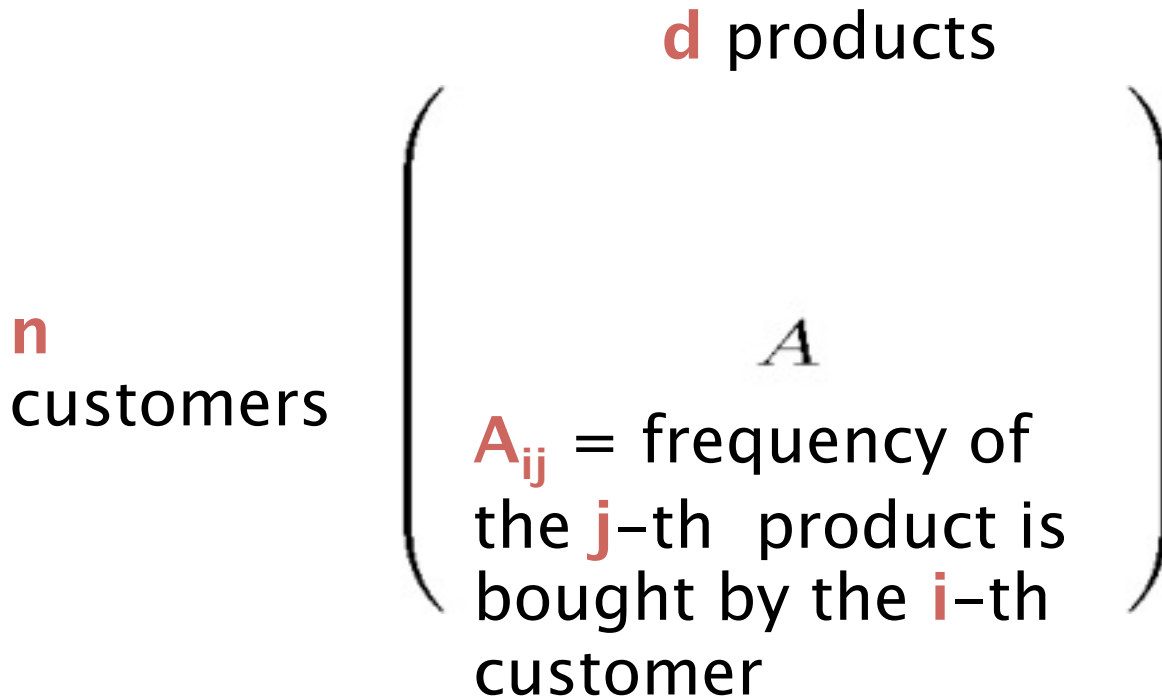 d products
A
n
customers
Aij = frequency of
the j-th product is
bought by the i-th
customer